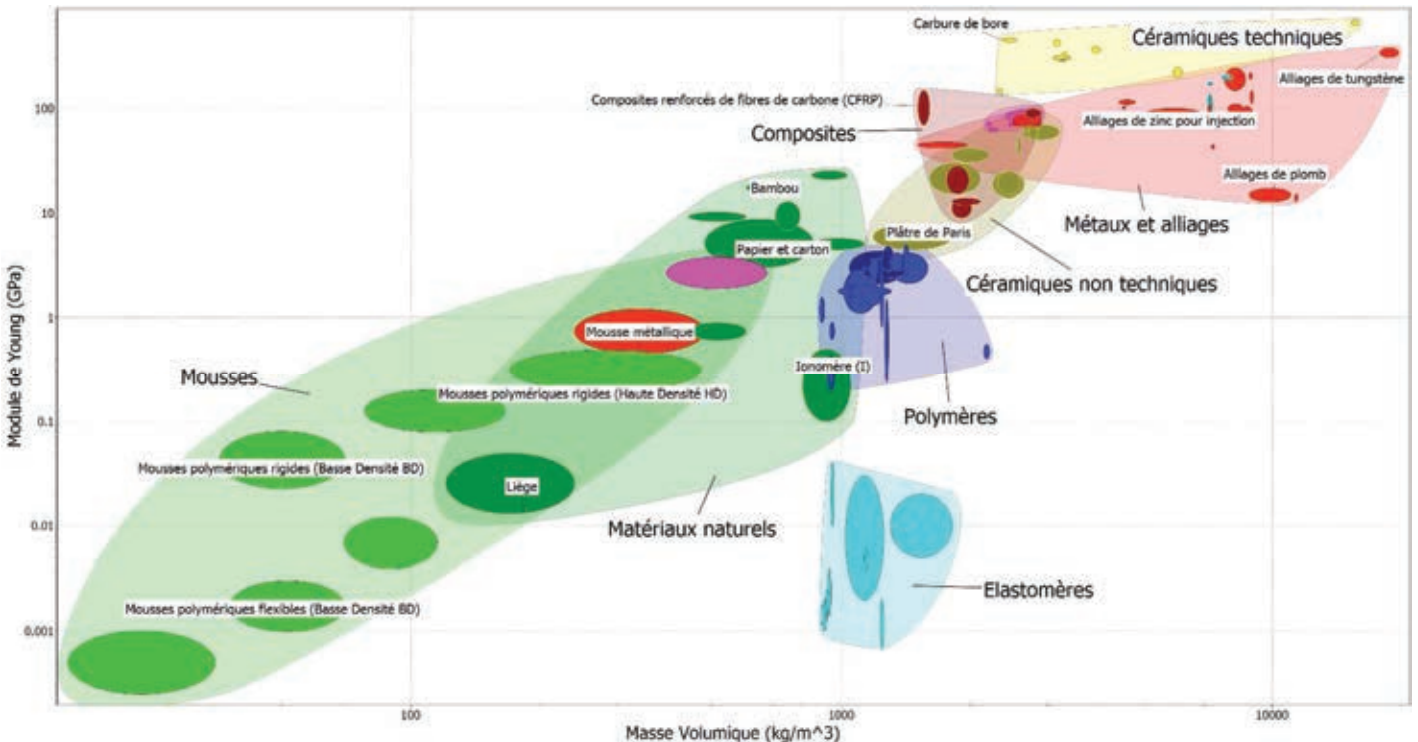 Carbure de bore
Céramiques techniques
Alliages de tungstène
Composites renforcés de fibres de carbone (CFRP)
Composites
Alliages de zinc pour injection
Alliages de plomb
Métaux et alliages
Bambou
Papier et carton
Plâtre de Paris
Céramiques non techniques
Mousse métallique
Ionomère (I)
Mousses
Mousses polymériques rigides (Haute Densité HD)
Polymères
Mousses polymériques rigides (Basse Densité BD)
Liège
Matériaux naturels
Elastomères
Mousses polymériques flexibles (Basse Densité BD)
Module de Young (GPa)
100
10
1
0.1
0.01
0.001
100
1000
10000
Masse Volumique (kg/m^3)